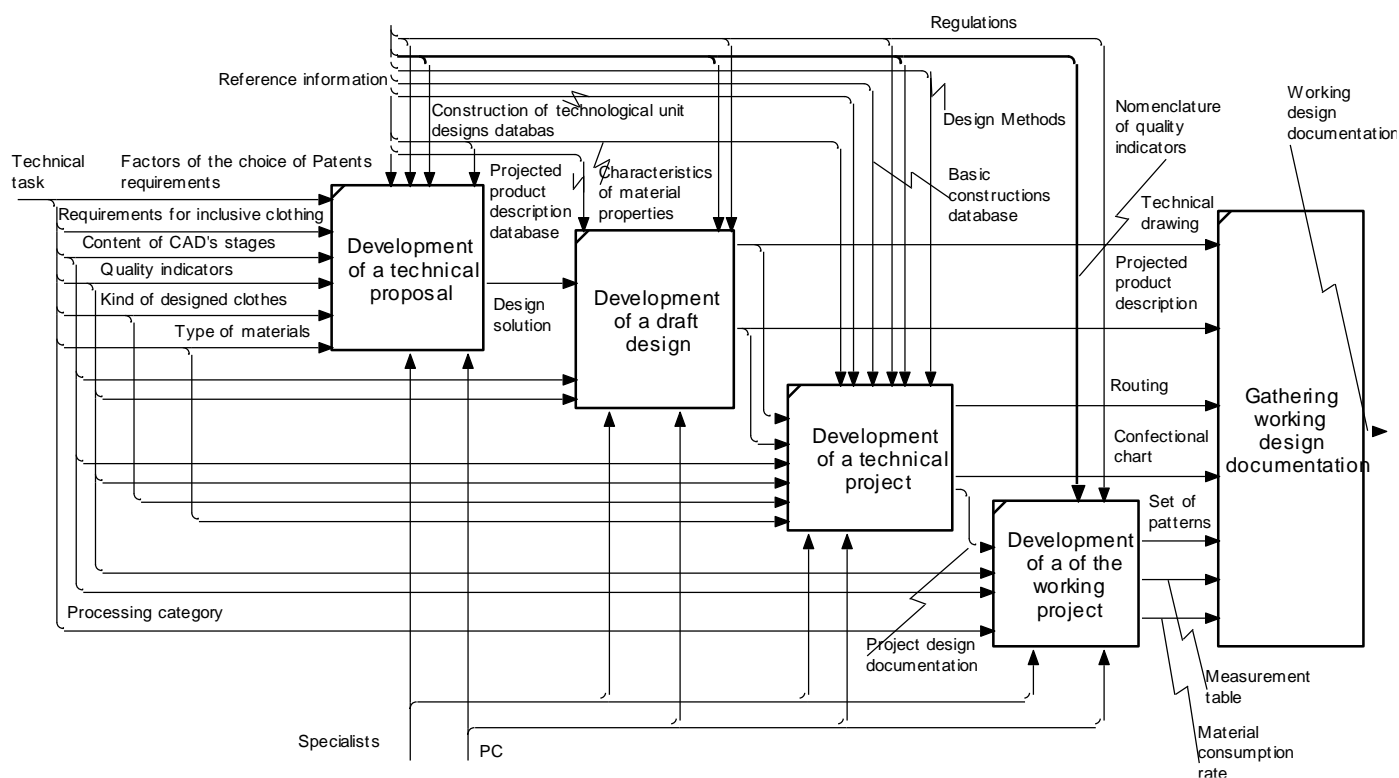 Regulations
Reference information
Working
design
documentation
Construction of technological unit
designs databas
Design Methods
Nomenclature
of quality
indicators
Technical
task
Factors of the choice of Patents
requirements
Projected
product
description
database
Characteristics
of material
properties
Basic
constructions
database
Technical
drawing
Requirements for inclusive clothing
Content of CAD's stages
Quality indicators
Kind of designed clothes
Type of materials
Development
of a technical
proposal
Design
solution
Development
of a draft
design
Projected
product
description
Routing
Confectional
chart
Gathering
working
design
documentation
Development
of a technical
project
Set of
patterns
Development
of a of the
working
project
Processing category
Project design
documentation
Measurement
table
Specialists
PC
Material
consumption
rate